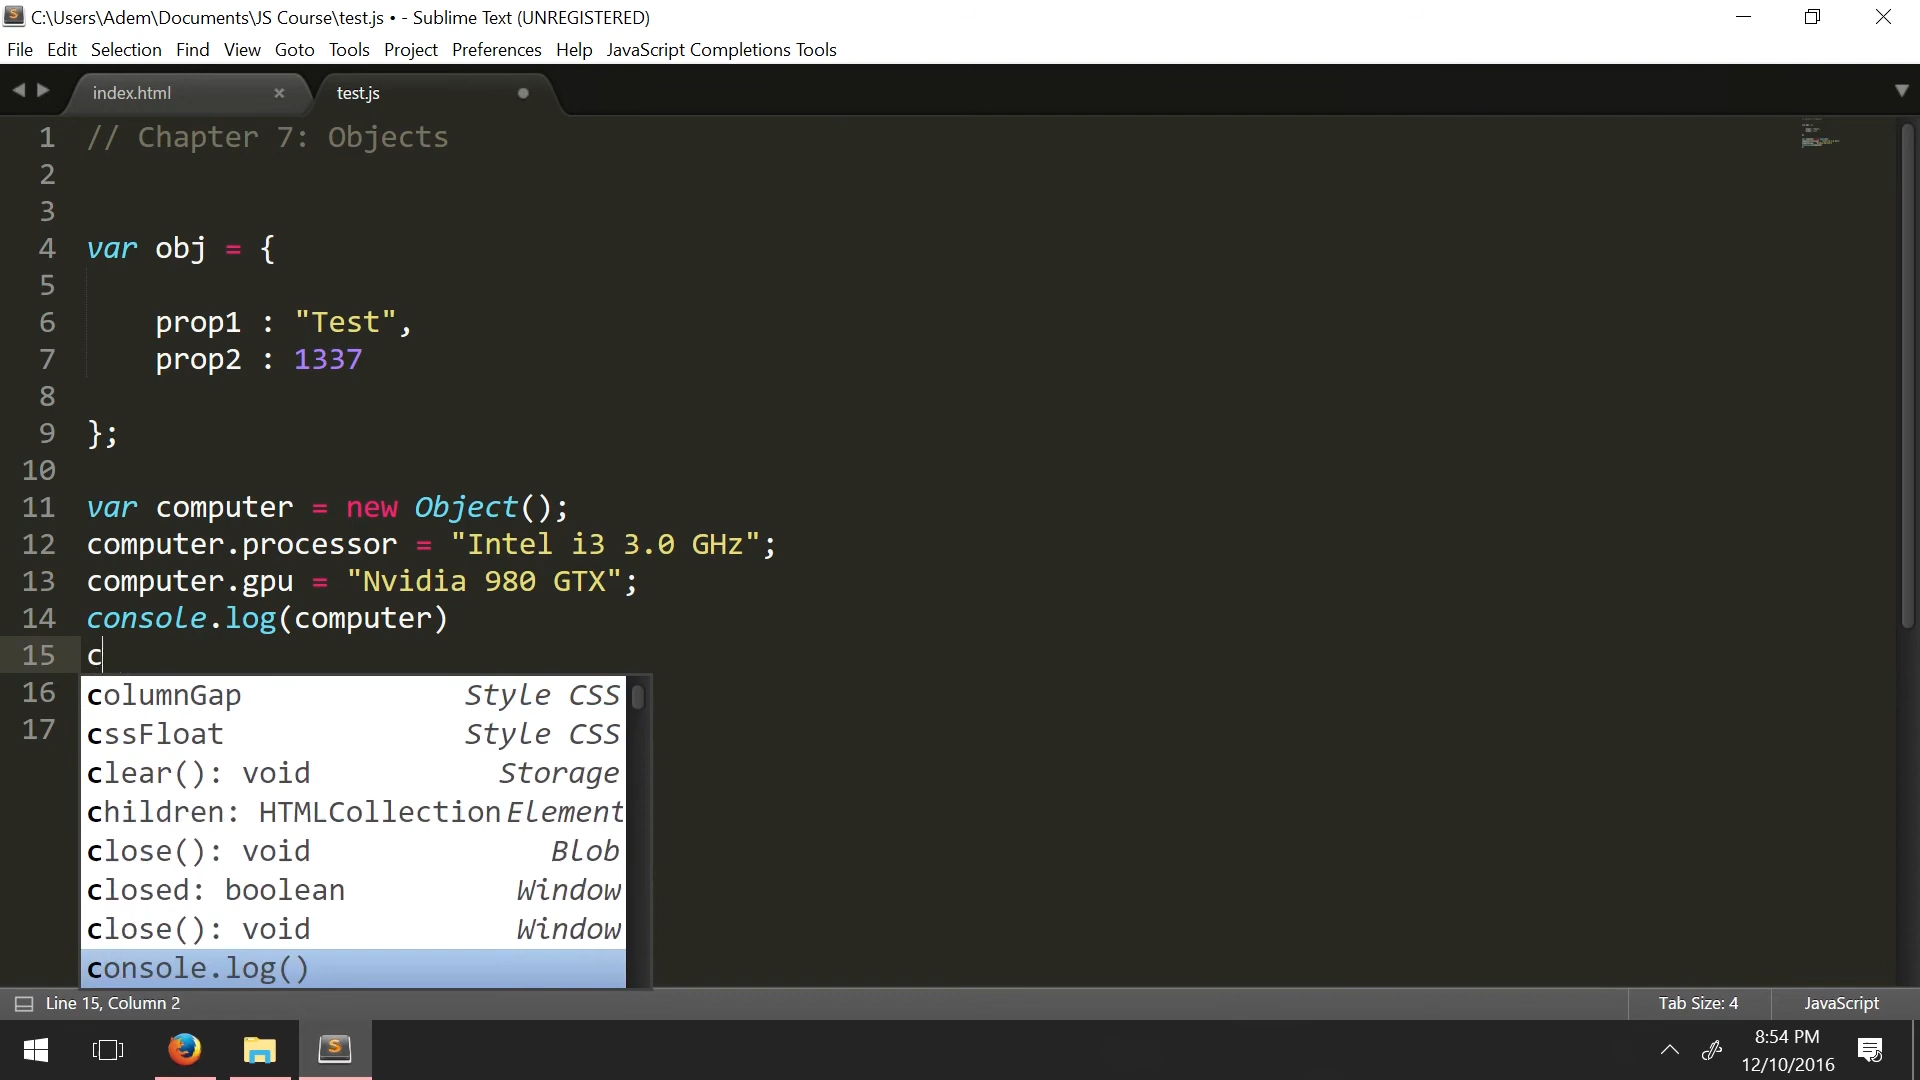 C:\Users\Adem\Documents\JS Course\test.js • - Sublime Text (UNREGISTERED)
File Edit Selection Find View Goto Tools Project Preferences Help JavaScript Completions Tools
index.html × test.js
1 // Chapter 7: Objects
2
3
4 var obj = {
5
6 prop1 : "Test",
7 prop2 : 1337
8
9 };
10
11 var computer = new Object();
12 computer.processor = "Intel i3 3.0 GHz";
13 computer.gpu = "Nvidia 980 GTX";
14 console.log(computer)
15 c
16 columnGap Style CSS
17 cssFloat Style CSS
clear(): void Storage
children: HTMLCollection Element
close(): void Blob
closed: boolean Window
close(): void Window
console.log()
Line 15, Column 2 Tab Size: 4 JavaScript
8:54 PM
12/10/2016